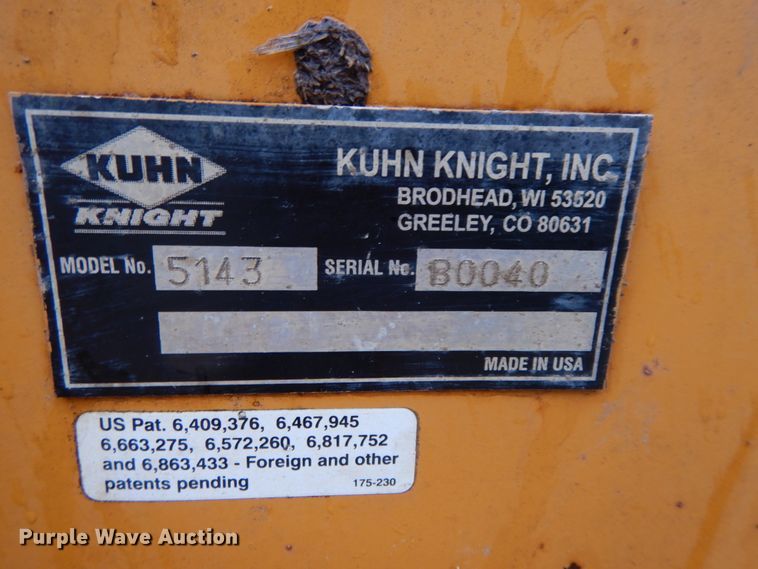 KUHN
KNIGHT
KUHN KNIGHT, INC
BRODHEAD, WI 53520
GREELEY, CO 80631
MODEL No. 5143 SERIAL No. B0040
MADE IN USA
US Pat. 6,409,376, 6,467,945
6,663,275, 6,572,260, 6,817,752
and 6,863,433 - Foreign and other
patents pending 175-230
Purple Wave Auction